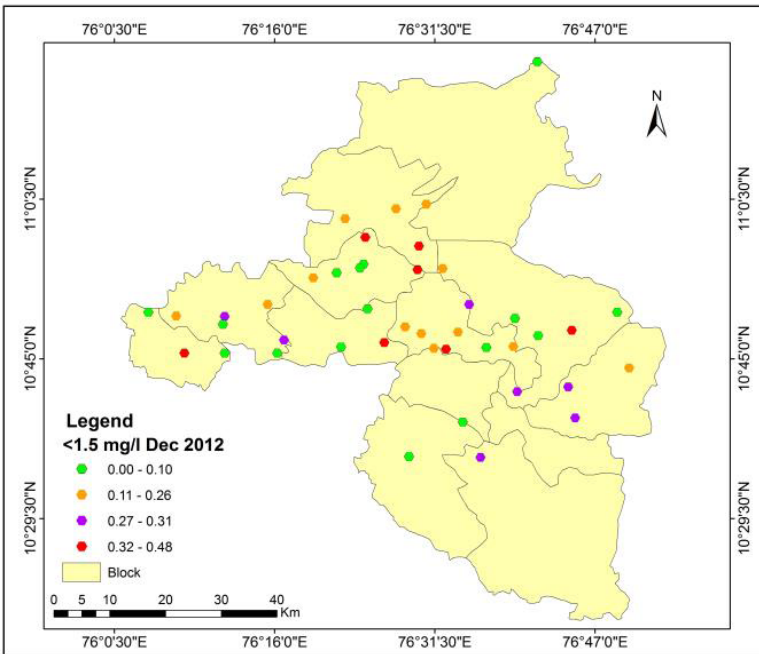 76°0'30"E 76°16'0"E 76°31'30"E 76°47'0"E
N
11°0'30"N 11°0'30"N
10°45'0"N 10°45'0"N
Legend
<1.5 mg/l Dec 2012
0.00 - 0.10
0.11 - 0.26
0.27 - 0.31
0.32 - 0.48
Block
10°29'30"N 10°29'30"N
0 5 10 20 30 40
Km
76°0'30"E 76°16'0"E 76°31'30"E 76°47'0"E